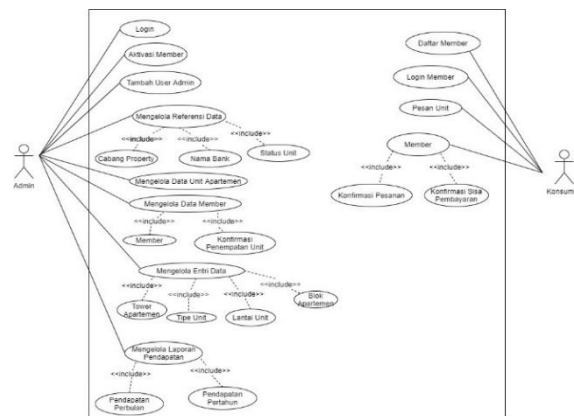 Login
Aktivasi Member
Tambah User Admin
Mengelola Referensi Data
<<include>>
<<include>>
<<include>>
Cabang Property
Nama Bank
Status Unit
Mengelola Data Unit Apartemen
Mengelola Data Member
<<include>>
<<include>>
Member
Konfirmasi
Penempatan Unit
Mengelola Entri Data
<<include>>
<<include>>
<<include>>
<<include>>
Tower
Apartemen
Tipe Unit
Lantai Unit
Blok
Apartemen
Mengelola Laporan
Pendapatan
<<include>>
<<include>>
Pendapatan
Perbulan
Pendapatan
Pertahun
Admin
Daftar Member
Login Member
Pesan Unit
Member
<<include>>
<<include>>
Konfirmasi Pesanan
Konfirmasi Sisa
Pembayaran
Konsum